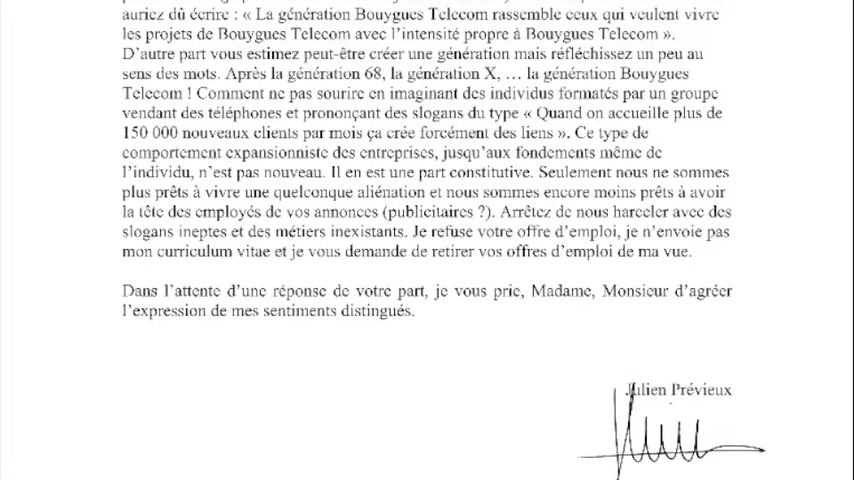 auriez dû écrire : « La génération Bouygues Telecom rassemble ceux qui veulent vivre
les projets de Bouygues Telecom avec l'intensité propre à Bouygues Telecom ».
D'autre part vous estimez peut-être créer une génération mais réfléchissez un peu au
sens des mots. Après la génération 68, la génération X, … la génération Bouygues
Telecom ! Comment ne pas sourire en imaginant des individus formatés par un groupe
vendant des téléphones et prononçant des slogans du type « Quand on accueille plus de
150 000 nouveaux clients par mois ça crée forcément des liens ». Ce type de
comportement expansionniste des entreprises, jusqu'aux fondements même de
l'individu, n'est pas nouveau. Il en est une part constitutive. Seulement nous ne sommes
plus prêts à vivre une quelconque aliénation et nous sommes encore moins prêts à avoir
la tête des employés de vos annonces (publicitaires ?). Arrêtez de nous harceler avec des
slogans ineptes et des métiers inexistants. Je refuse votre offre d'emploi, je n'envoie pas
mon curriculum vitae et je vous demande de retirer vos offres d'emploi de ma vue.
Dans l'attente d'une réponse de votre part, je vous prie, Madame, Monsieur d'agréer
l'expression de mes sentiments distingués.
Julien Prévieux